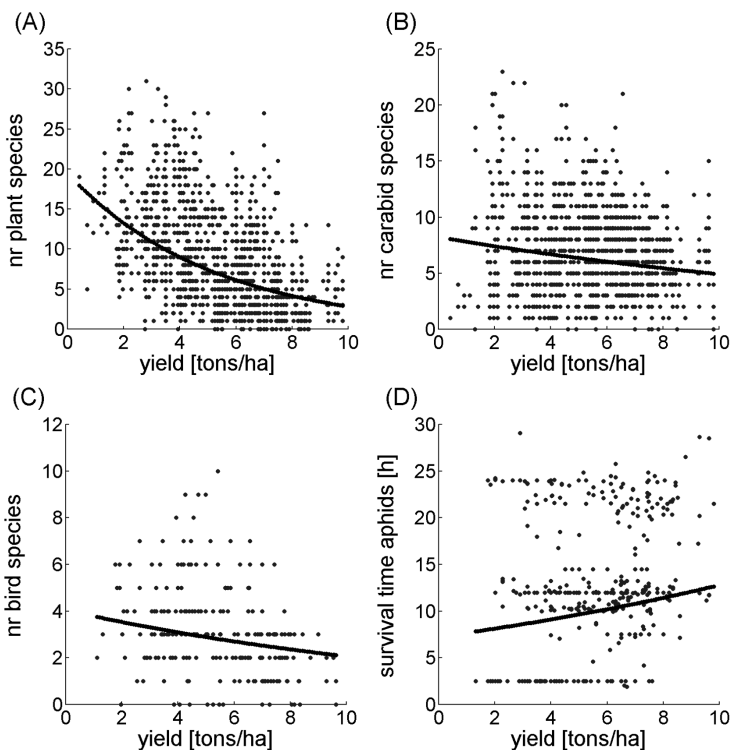 (A)
nr plant species
35
30
25
20
15
10
5
0
0 2 4 6 8 10
yield [tons/ha]
(B)
nr carabid species
25
20
15
10
5
0
0 2 4 6 8 10
yield [tons/ha]
(C)
nr bird species
12
10
8
6
4
2
0
0 2 4 6 8 10
yield [tons/ha]
(D)
survival time aphids [h]
30
25
20
15
10
5
0
0 2 4 6 8 10
yield [tons/ha]